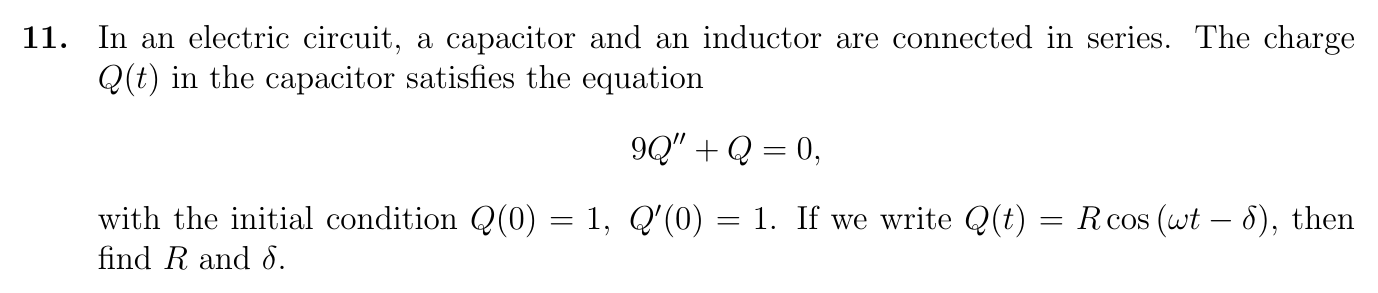 11. In an electric circuit, a capacitor and an inductor are connected in series. The charge
Q(t) in the capacitor satisfies the equation
9Q″ + Q = 0,
with the initial condition Q(0) = 1, Q′(0) = 1. If we write Q(t) = R cos (ωt − δ), then
find R and δ.